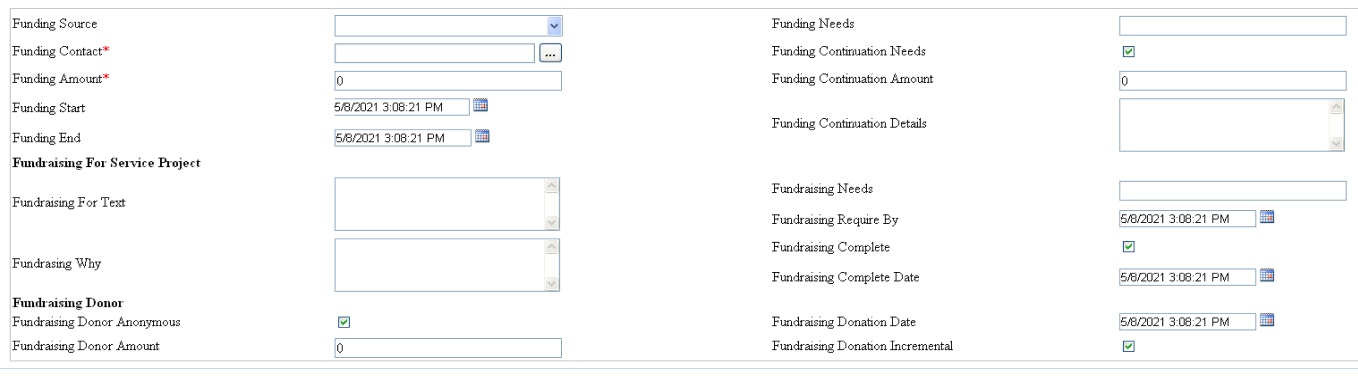 Funding Source
Funding Needs
Funding Contact*
...
Funding Continuation Needs
Funding Amount*
0
Funding Continuation Amount
0
Funding Start
5/8/2021 3:08:21 PM
Funding Continuation Details
Funding End
5/8/2021 3:08:21 PM
Fundraising For Service Project
Fundraising For Text
Fundraising Needs
Fundraising Require By
5/8/2021 3:08:21 PM
Fundrasing Why
Fundraising Complete
Fundraising Complete Date
5/8/2021 3:08:21 PM
Fundraising Donor
Fundraising Donor Anonymous
Fundraising Donation Date
5/8/2021 3:08:21 PM
Fundraising Donor Amount
0
Fundraising Donation Incremental